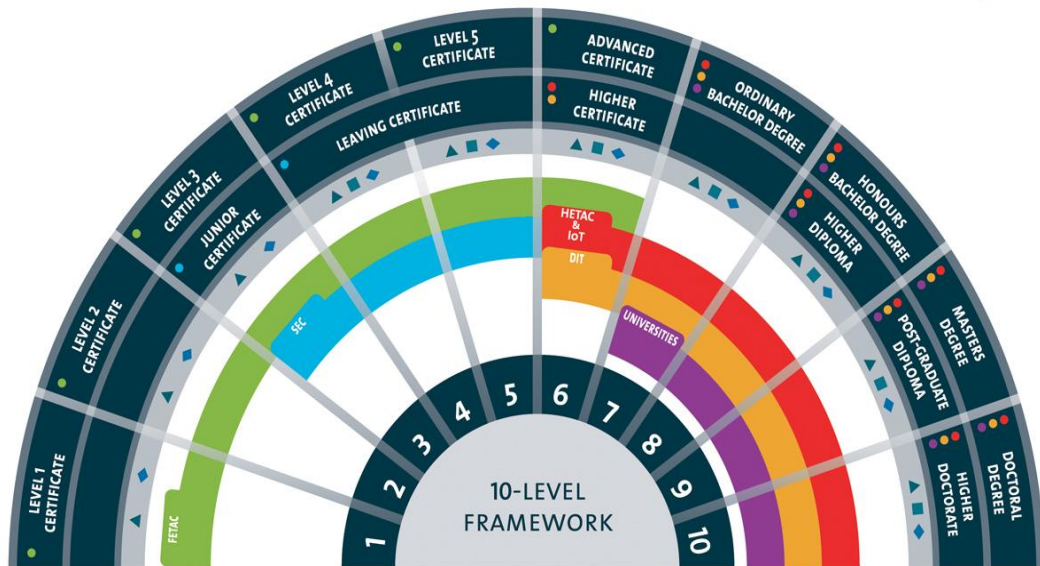 LEVEL 1
CERTIFICATE
LEVEL 2
CERTIFICATE
LEVEL 3
CERTIFICATE
JUNIOR
CERTIFICATE
LEVEL 4
CERTIFICATE
LEVEL 5
CERTIFICATE
LEAVING CERTIFICATE
ADVANCED
CERTIFICATE
HIGHER
CERTIFICATE
ORDINARY
BACHELOR DEGREE
HONOURS
BACHELOR DEGREE
HIGHER
DIPLOMA
MASTERS
DEGREE
POST-GRADUATE
DIPLOMA
DOCTORAL
DEGREE
HIGHER
DOCTORATE
FETAC
SEC
HETAC
&
IoT
DIT
UNIVERSITIES
1
2
3
4
5
6
7
8
9
10
10-LEVEL
FRAMEWORK